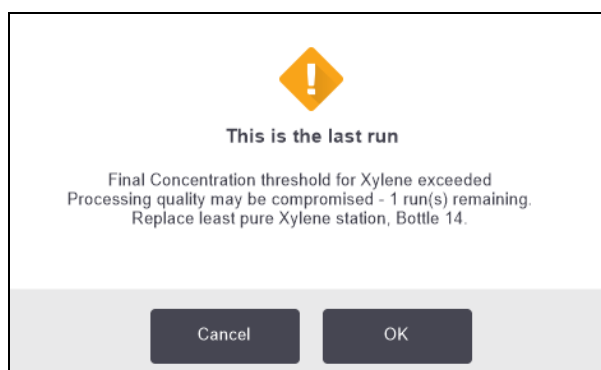 This is the last run
Final Concentration threshold for Xylene exceeded
Processing quality may be compromised - 1 run(s) remaining.
Replace least pure Xylene station, Bottle 14.
Cancel
OK